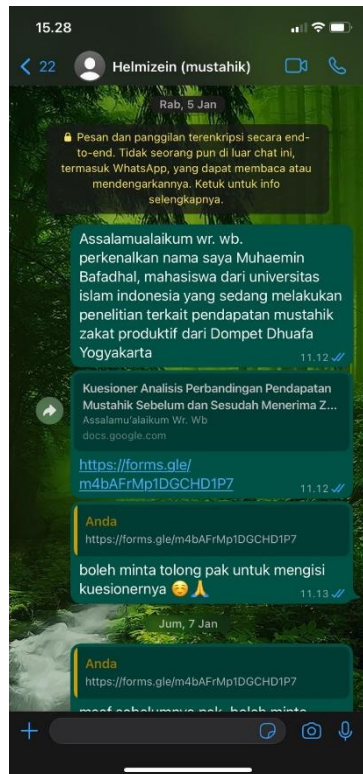 15.28
22
Helmizein (mustahik)
Rab, 5 Jan
Pesan dan panggilan terenkripsi secara end-
to-end. Tidak seorang pun di luar chat ini,
termasuk WhatsApp, yang dapat membaca atau
mendengarkannya. Ketuk untuk info
selengkapnya.
Assalamualaikum wr. wb.
perkenalkan nama saya Muhaemin
Bafadhal, mahasiswa dari universitas
islam indonesia yang sedang melakukan
penelitian terkait pendapatan mustahik
zakat produktif dari Dompet Dhuafa
Yogyakarta
11.12
Kuesioner Analisis Perbandingan Pendapatan
Mustahik Sebelum dan Sesudah Menerima Z...
Assalamu'alaikum Wr. Wb
docs.google.com
https://forms.gle/
m4bAFrMp1DGCHD1P7
11.12
Anda
https://forms.gle/m4bAFrMp1DGCHD1P7
boleh minta tolong pak untuk mengisi
kuesionernya ☺️🙏
11.13
Jum, 7 Jan
Anda
https://forms.gle/m4bAFrMp1DGCHD1P7
maaf sebelumnya pak, boleh minta